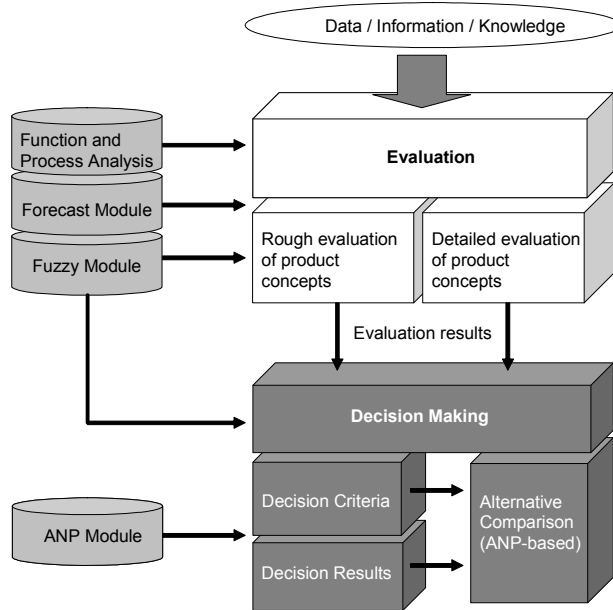 Data / Information / Knowledge
Function and
Process Analysis
Evaluation
Forecast Module
Fuzzy Module
Rough evaluation
of product
concepts
Detailed evaluation
of product
concepts
Evaluation results
Decision Making
Decision Criteria
Alternative
Comparison
(ANP-based)
ANP Module
Decision Results